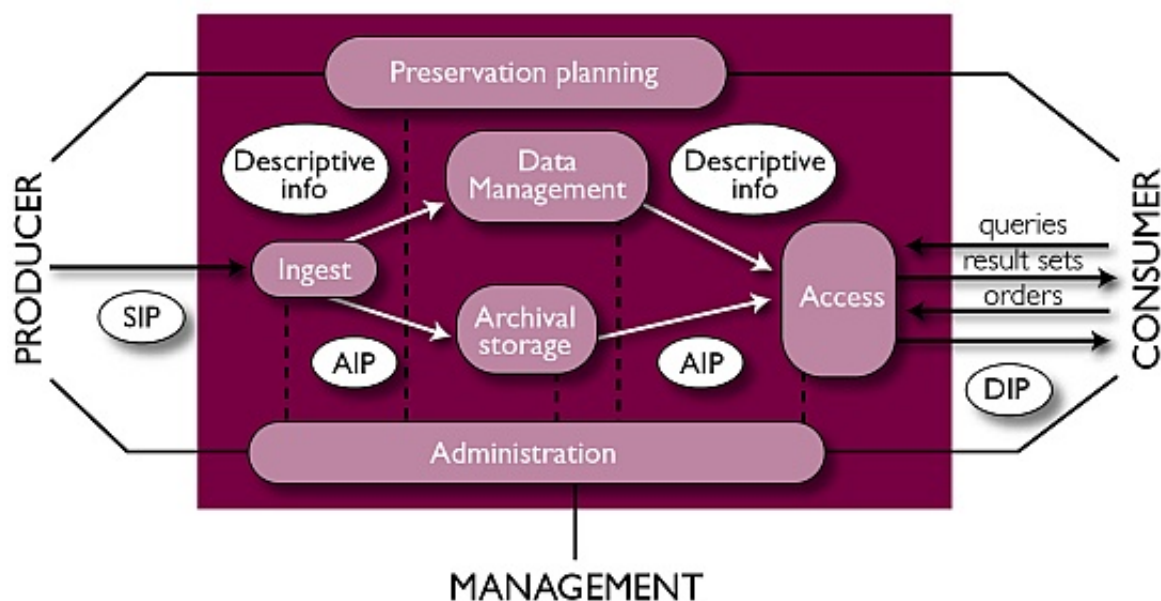 Preservation planning
Descriptive
info
Data
Management
Descriptive
info
PRODUCER
SIP
Ingest
AIP
Archival
storage
AIP
Access
queries
result sets
orders
DIP
CONSUMER
Administration
MANAGEMENT